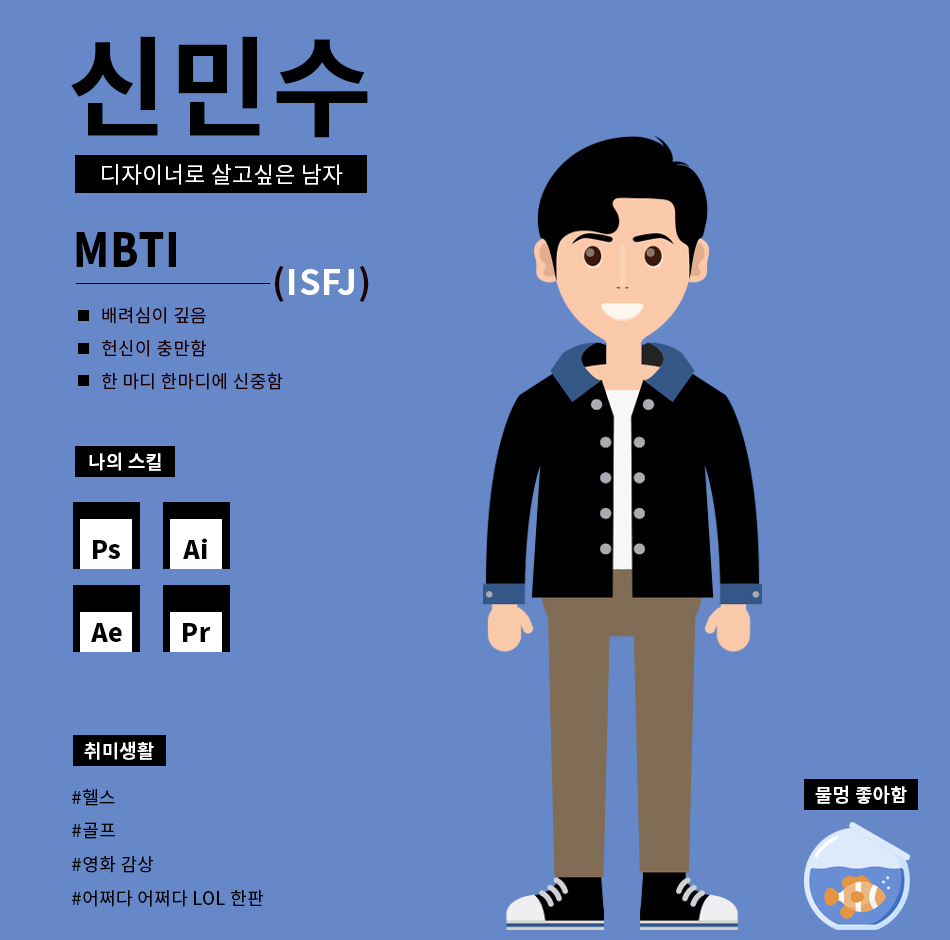 신민수
디자이너로 살고싶은 남자
MBTI
(ISFJ)
배려심이 깊음
헌신이 충만함
한 마디 한마디에 신중함
나의 스킬
Ps Ai
Ae Pr
취미생활
#헬스
#골프
#영화 감상
#어쩌다 어쩌다 LOL 한판
물멍 좋아함